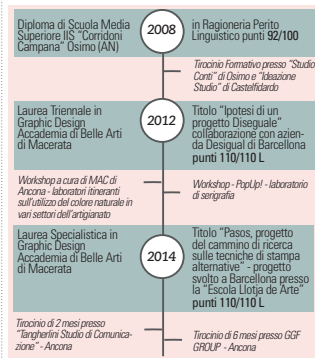 Diploma di Scuola Media
Superiore IIS "Corridoni
Campana" Osimo (AN)
2008
in Ragioneria Perito
Linguistico punti 92/100
Tirocinio Formativo presso "Studio
Conti" di Osimo e "Ideazione
Studio" di Castelfidardo
Laurea Triennale in
Graphic Design
Accademia di Belle Arti
di Macerata
2012
Titolo "Ipotesi di un
progetto Diseguale"
collaborazione con azien-
da Desigual di Barcellona
punti 110/110 L
Workshop a cura di MAC di
Ancona - laboratori itineranti
sull'utilizzo del colore naturale in
vari settori dell'artigianato
Workshop - PopUp! - laboratorio
di serigrafia
Laurea Specialistica in
Graphic Design
Accademia di Belle Arti
di Macerata
2014
Titolo "Pasos, progetto
del cammino di ricerca
sulle tecniche di stampa
alternative" - progetto
svolto a Barcellona presso
la "Escola Llotja de Arte"
punti 110/110 L
Tirocinio di 2 mesi presso
"Tangherlini Studio di Comunica-
zione" - Ancona
Tirocinio di 6 mesi presso GGF
GROUP - Ancona